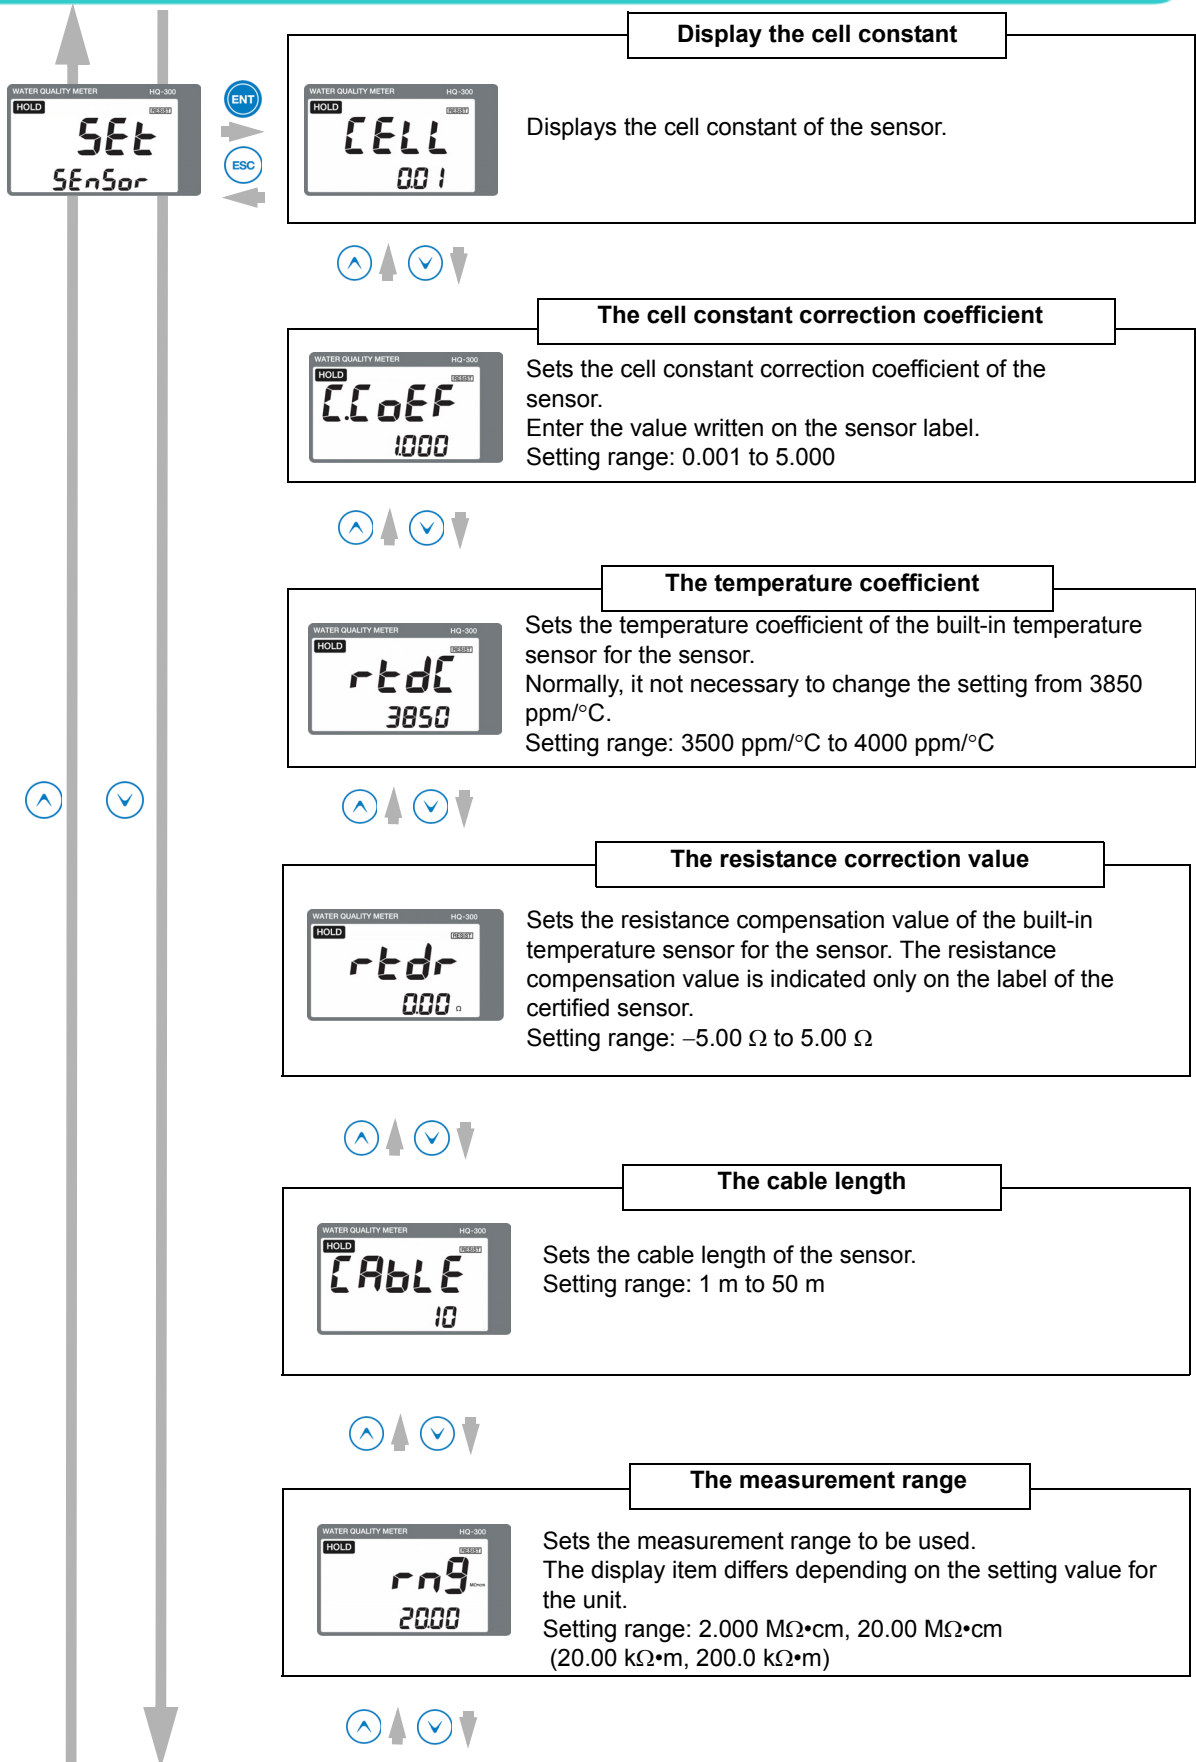 Display the cell constant
WATER QUALITY METER HQ-300
HOLD RESIST
SEt
SEnSor
ENT
ESC
WATER QUALITY METER HQ-300
HOLD RESIST
CELL
0.01
Displays the cell constant of the sensor.
The cell constant correction coefficient
WATER QUALITY METER HQ-300
HOLD RESIST
C.CoEF
1.000
Sets the cell constant correction coefficient of the
sensor.
Enter the value written on the sensor label.
Setting range: 0.001 to 5.000
The temperature coefficient
WATER QUALITY METER HQ-300
HOLD RESIST
rtdC
3850
Sets the temperature coefficient of the built-in temperature
sensor for the sensor.
Normally, it not necessary to change the setting from 3850
ppm/°C.
Setting range: 3500 ppm/°C to 4000 ppm/°C
The resistance correction value
WATER QUALITY METER HQ-300
HOLD RESIST
rtdr
0.00 Ω
Sets the resistance compensation value of the built-in
temperature sensor for the sensor. The resistance
compensation value is indicated only on the label of the
certified sensor.
Setting range: −5.00 Ω to 5.00 Ω
The cable length
WATER QUALITY METER HQ-300
HOLD RESIST
CAbLE
10
Sets the cable length of the sensor.
Setting range: 1 m to 50 m
The measurement range
WATER QUALITY METER HQ-300
HOLD RESIST
rng MΩ•cm
20.00
Sets the measurement range to be used.
The display item differs depending on the setting value for
the unit.
Setting range: 2.000 MΩ•cm, 20.00 MΩ•cm
(20.00 kΩ•m, 200.0 kΩ•m)